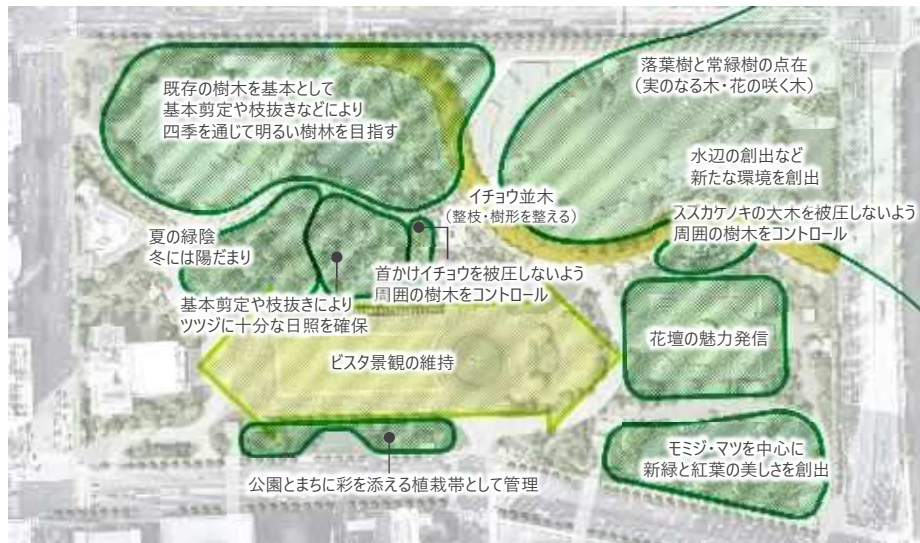 既存の樹木を基本として
基本剪定や枝抜きなどにより
四季を通じて明るい樹林を目指す
落葉樹と常緑樹の点在
（実のなる木・花の咲く木）
水辺の創出など
新たな環境を創出
イチョウ並木
（整枝・樹形を整える）
スズカケノキの大木を被圧しないよう
周囲の樹木をコントロール
夏の緑陰
冬には陽だまり
首かけイチョウを被圧しないよう
周囲の樹木をコントロール
基本剪定や枝抜きにより
ツツジに十分な日照を確保
花壇の魅力発信
ビスタ景観の維持
モミジ・マツを中心に
新緑と紅葉の美しさを創出
公園とまちに彩を添える植栽帯として管理